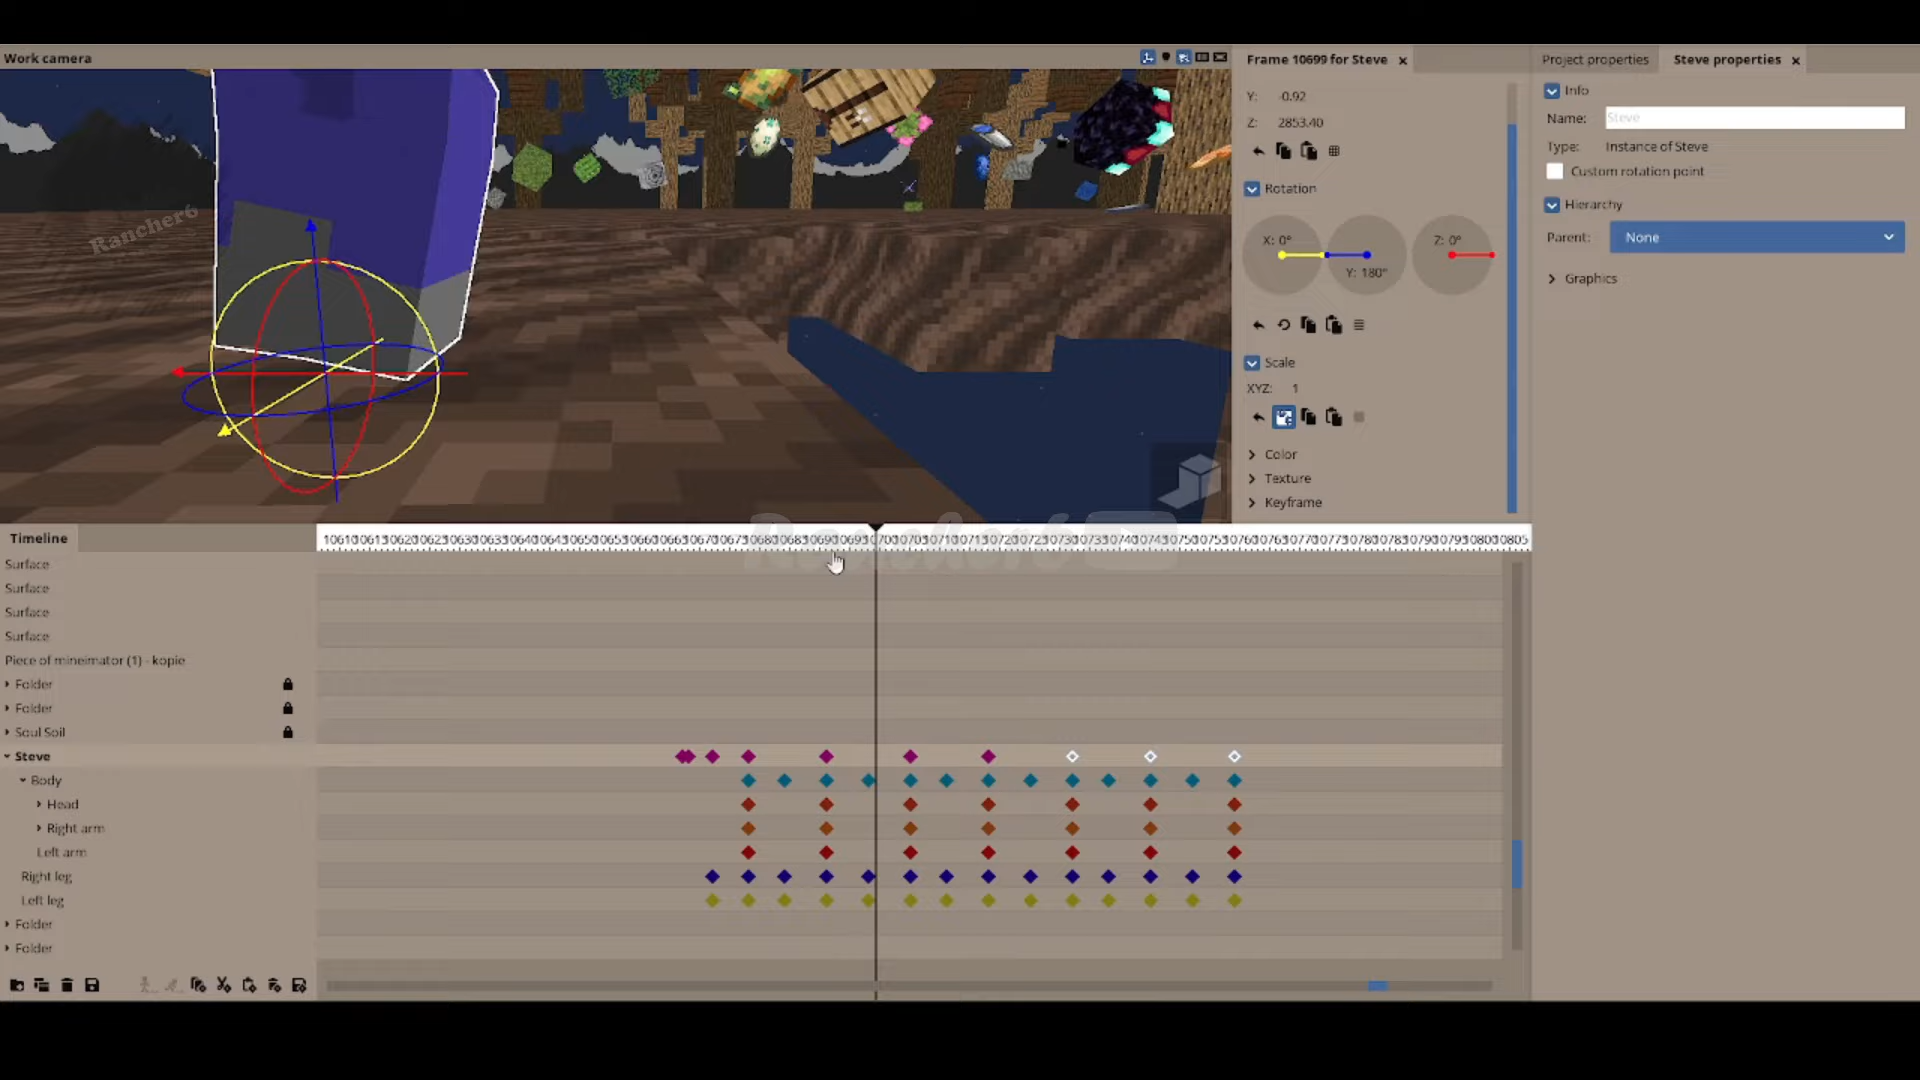 Work camera
Frame 10699 for Steve
Project properties
Steve properties
Y: -0.92
Z: 2853.40
Rotation
X: 0°
Y: 180°
Z: 0°
Scale
XYZ: 1
Color
Texture
Keyframe
Info
Name: Steve
Type: Instance of Steve
Custom rotation point
Hierarchy
Parent: None
Graphics
Rancher6
Rancher6
Timeline
Surface
Surface
Surface
Surface
Piece of mineimator (1) - kopie
Folder
Folder
Soul Soil
Steve
Body
Head
Right arm
Left arm
Right leg
Left leg
Folder
Folder